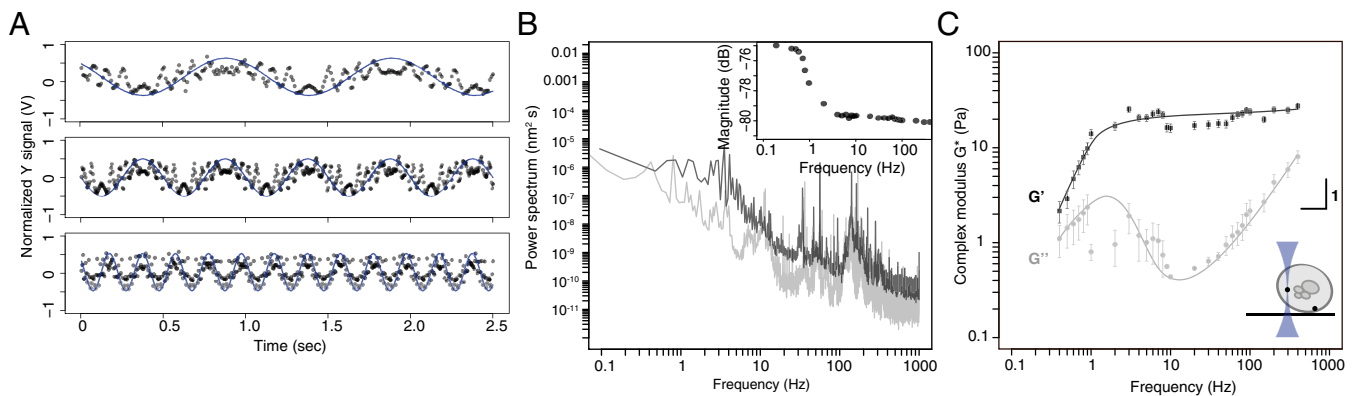 A
Normalized Y signal (V)
1
0
−1
1
0
−1
1
0
−1
0 0.5 1.0 1.5 2.0 2.5
Time (sec)
B
Power spectrum (nm² s)
0.01
0.001
10⁻⁴
10⁻⁵
10⁻⁶
10⁻⁷
10⁻⁸
10⁻⁹
10⁻¹⁰
10⁻¹¹
0.1 1 10 100 1000
Frequency (Hz)
Magnitude (dB)
−76
−78
−80
0.1 1 10 100
Frequency (Hz)
C
Complex modulus G* (Pa)
100
10
1
0.1
G'
G''
1
0.1 1 10 100 1000
Frequency (Hz)